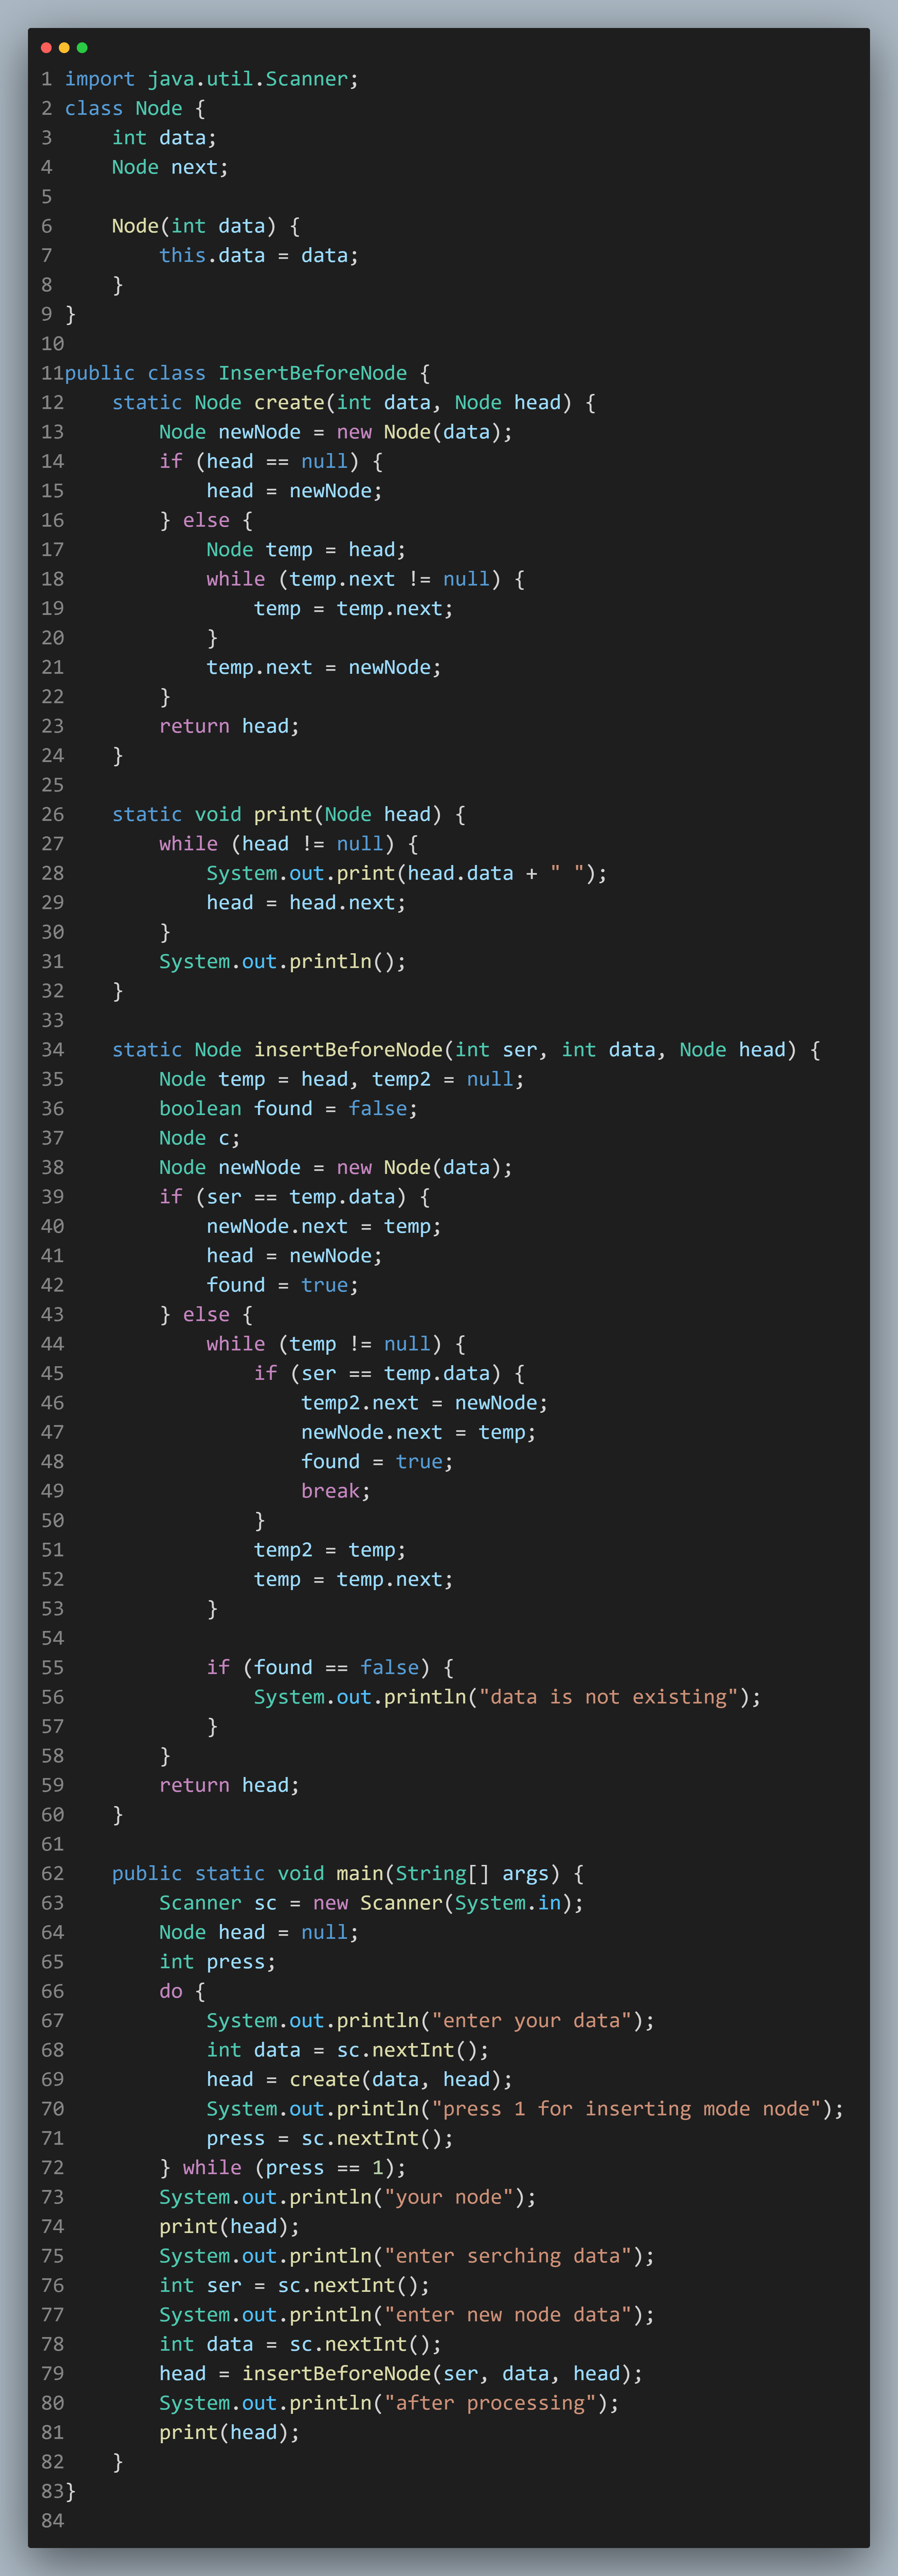 1 import java.util.Scanner;
2 class Node {
3     int data;
4     Node next;
5
6     Node(int data) {
7         this.data = data;
8     }
9 }
10
11public class InsertBeforeNode {
12    static Node create(int data, Node head) {
13        Node newNode = new Node(data);
14        if (head == null) {
15            head = newNode;
16        } else {
17            Node temp = head;
18            while (temp.next != null) {
19                temp = temp.next;
20            }
21            temp.next = newNode;
22        }
23        return head;
24    }
25
26    static void print(Node head) {
27        while (head != null) {
28            System.out.print(head.data + " ");
29            head = head.next;
30        }
31        System.out.println();
32    }
33
34    static Node insertBeforeNode(int ser, int data, Node head) {
35        Node temp = head, temp2 = null;
36        boolean found = false;
37        Node c;
38        Node newNode = new Node(data);
39        if (ser == temp.data) {
40            newNode.next = temp;
41            head = newNode;
42            found = true;
43        } else {
44            while (temp != null) {
45                if (ser == temp.data) {
46                    temp2.next = newNode;
47                    newNode.next = temp;
48                    found = true;
49                    break;
50                }
51                temp2 = temp;
52                temp = temp.next;
53            }
54
55            if (found == false) {
56                System.out.println("data is not existing");
57            }
58        }
59        return head;
60    }
61
62    public static void main(String[] args) {
63        Scanner sc = new Scanner(System.in);
64        Node head = null;
65        int press;
66        do {
67            System.out.println("enter your data");
68            int data = sc.nextInt();
69            head = create(data, head);
70            System.out.println("press 1 for inserting mode node");
71            press = sc.nextInt();
72        } while (press == 1);
73        System.out.println("your node");
74        print(head);
75        System.out.println("enter serching data");
76        int ser = sc.nextInt();
77        System.out.println("enter new node data");
78        int data = sc.nextInt();
79        head = insertBeforeNode(ser, data, head);
80        System.out.println("after processing");
81        print(head);
82    }
83}
84